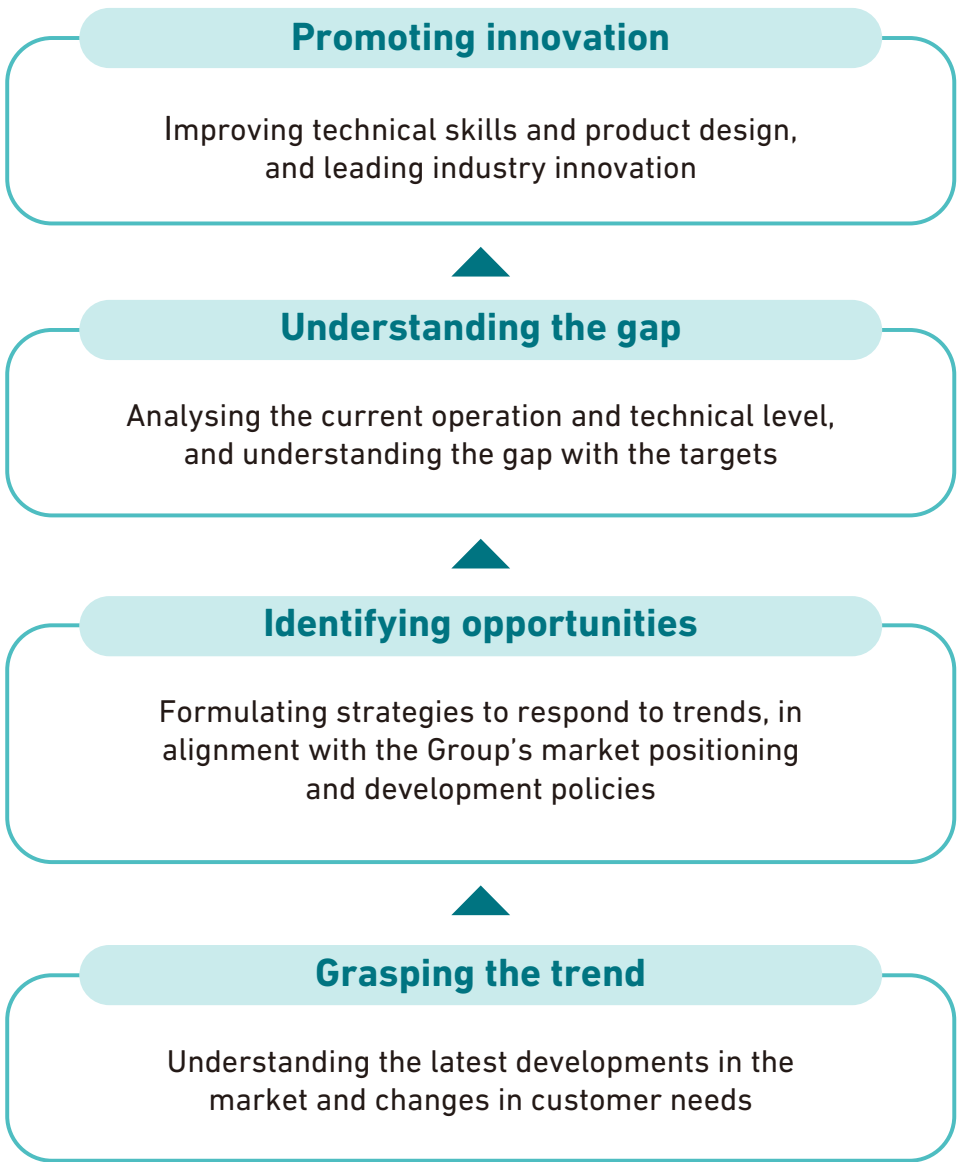 Promoting innovation
Improving technical skills and product design,
and leading industry innovation
Understanding the gap
Analysing the current operation and technical level,
and understanding the gap with the targets
Identifying opportunities
Formulating strategies to respond to trends, in
alignment with the Group’s market positioning
and development policies
Grasping the trend
Understanding the latest developments in the
market and changes in customer needs